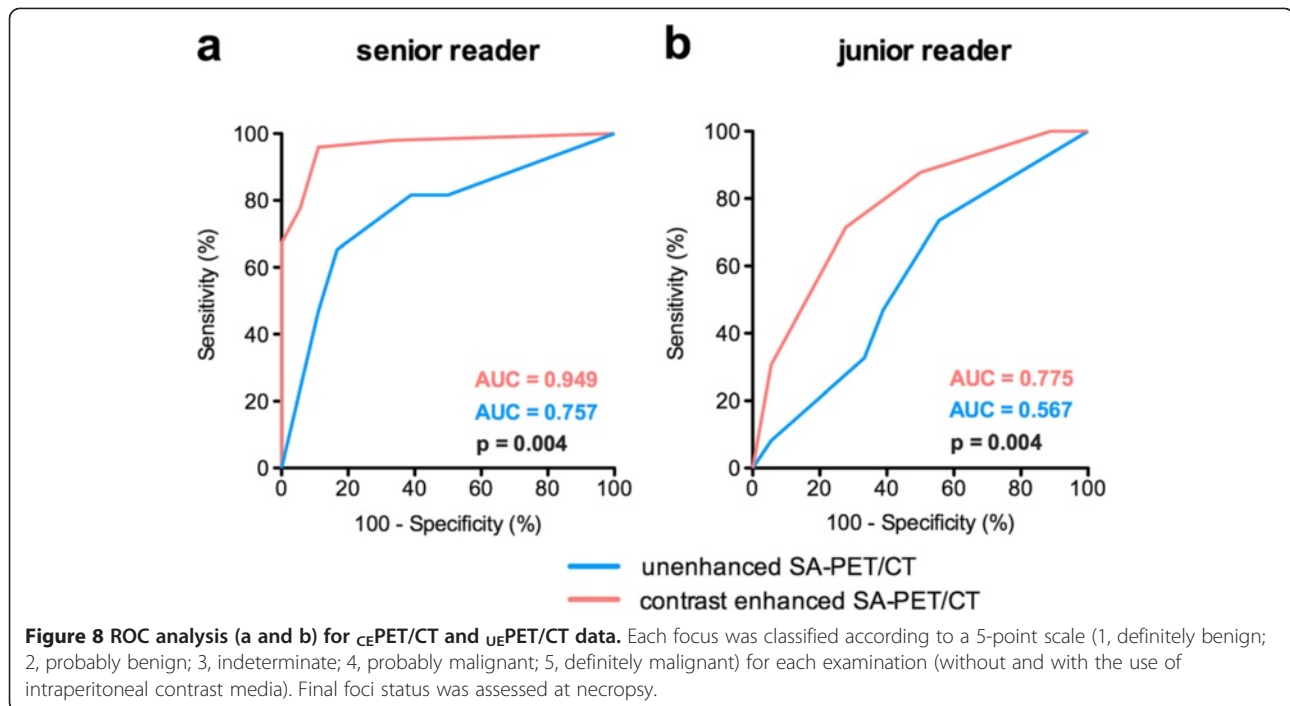 a senior reader
b junior reader
100
80
60
40
20
0
Sensitivity (%)
AUC = 0.949
AUC = 0.757
p = 0.004
0 20 40 60 80 100
100 - Specificity (%)
100
80
60
40
20
0
Sensitivity (%)
AUC = 0.775
AUC = 0.567
p = 0.004
0 20 40 60 80 100
100 - Specificity (%)
unenhanced SA-PET/CT
contrast enhanced SA-PET/CT
Figure 8 ROC analysis (a and b) for CEPET/CT and UEPET/CT data. Each focus was classified according to a 5-point scale (1, definitely benign;
2, probably benign; 3, indeterminate; 4, probably malignant; 5, definitely malignant) for each examination (without and with the use of
intraperitoneal contrast media). Final foci status was assessed at necropsy.